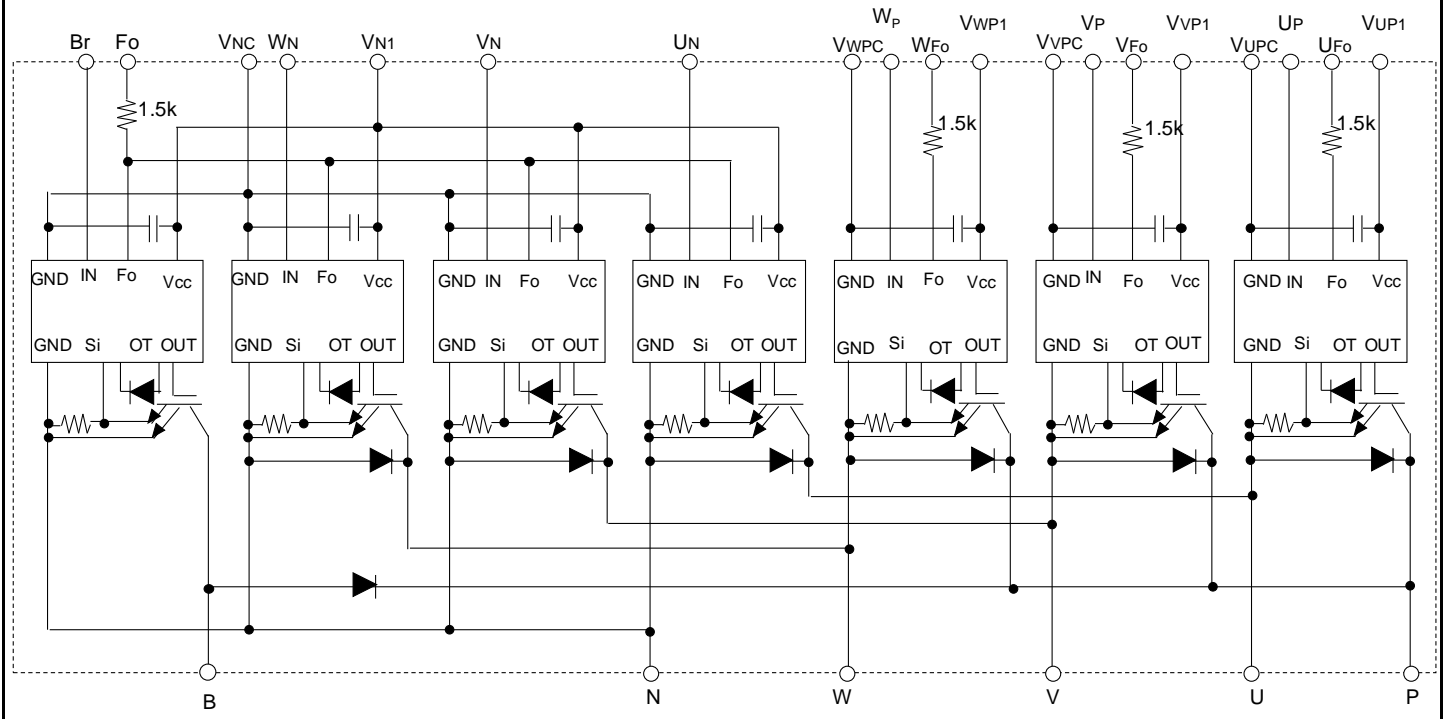 Br Fo VNC WN VN1 VN UN VWPC WP WFo VWP1 VVPC VP VFo VVP1 VUPC UP UFo VUP1
1.5k 1.5k 1.5k 1.5k
GND IN Fo Vcc GND IN Fo Vcc GND IN Fo Vcc GND IN Fo Vcc GND IN Fo Vcc GND IN Fo Vcc GND IN Fo Vcc
GND Si OT OUT GND Si OT OUT GND Si OT OUT GND Si OT OUT GND Si OT OUT GND Si OT OUT GND Si OT OUT
B N W V U P